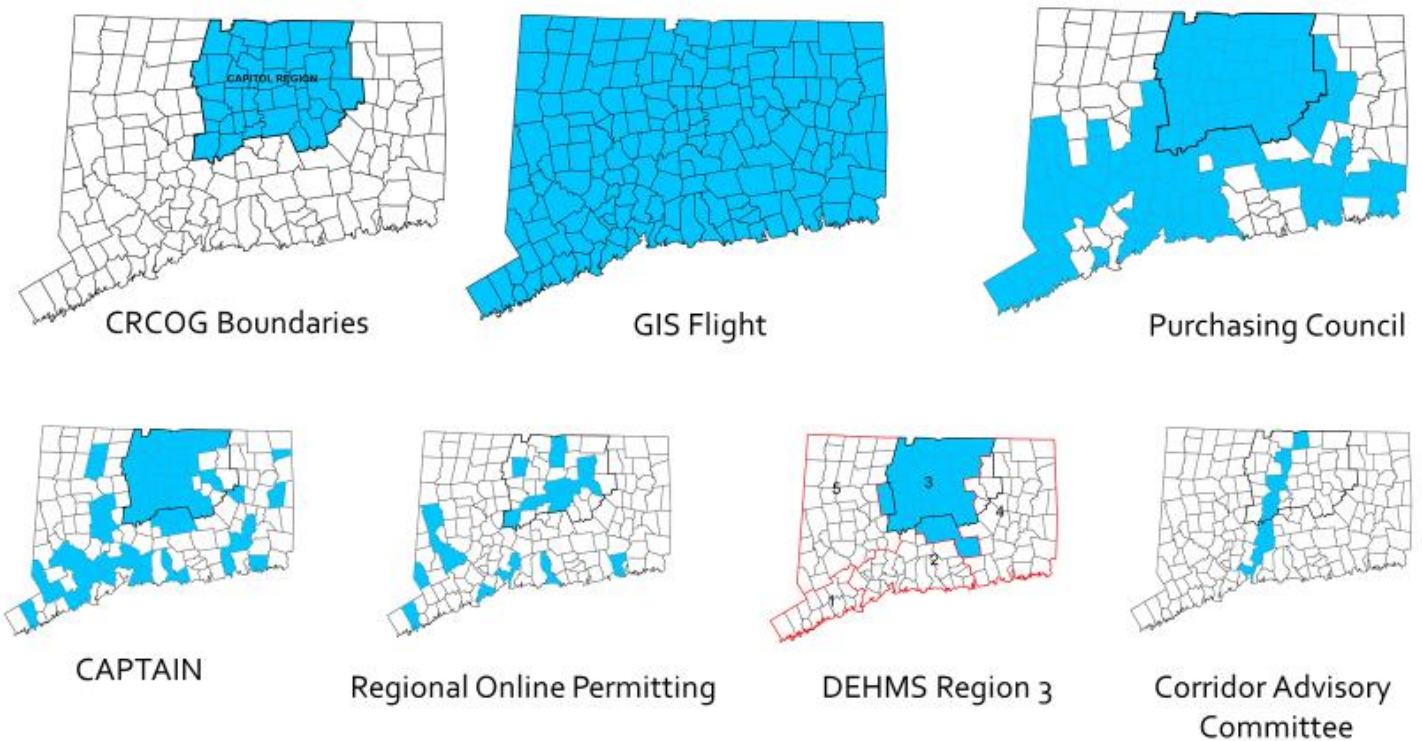 CAPITOL REGION
CRCOG Boundaries
GIS Flight
Purchasing Council
5
3
4
2
1
CAPTAIN
Regional Online Permitting
DEHMS Region 3
Corridor Advisory
Committee